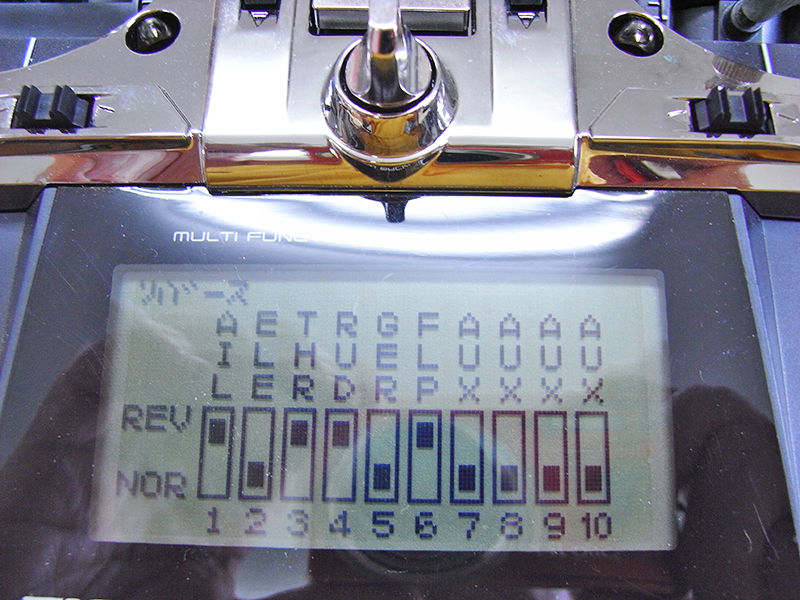 MULTI FUNC
リバース
A E T R G F A A A A
I L H U E L U U U U
L E R D R P X X X X
REV
NOR
1 2 3 4 5 6 7 8 9 10